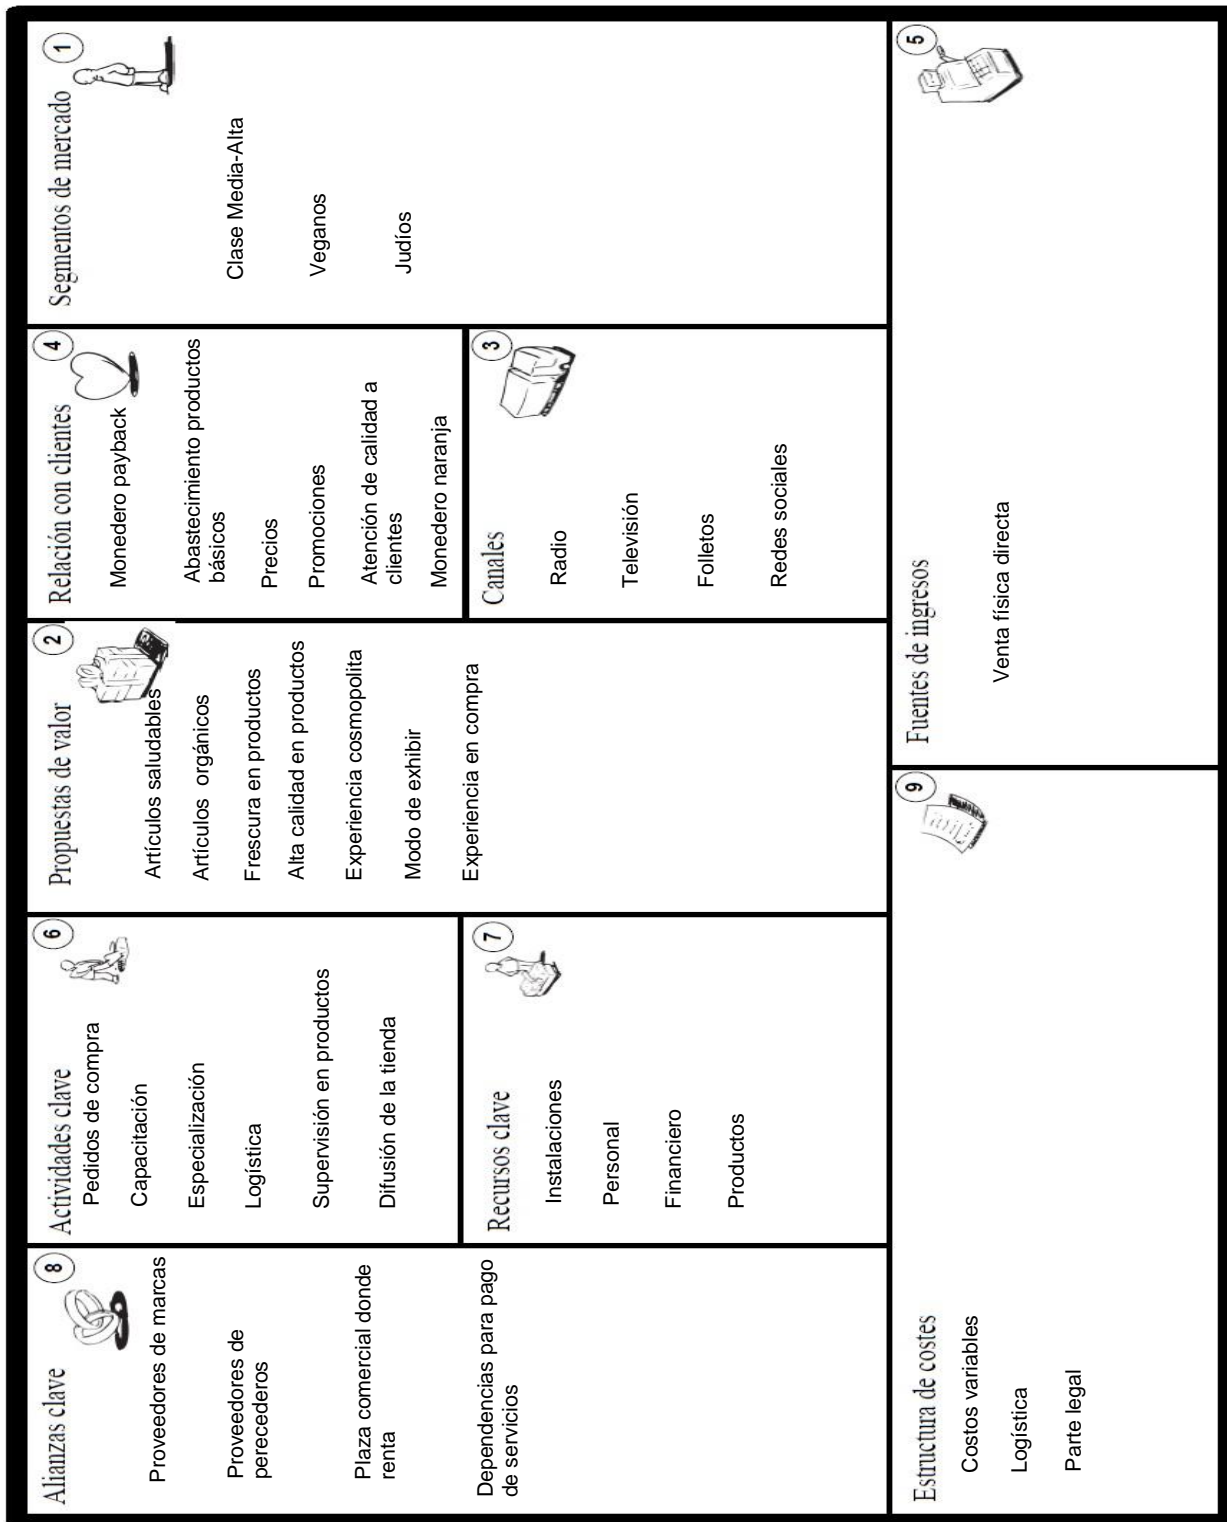 Alianzas clave
8
Proveedores de marcas
Proveedores de
perecederos
Plaza comercial donde
renta
Dependencias para pago
de servicios
Actividades clave
6
Pedidos de compra
Capacitación
Especialización
Logística
Supervisión en productos
Difusión de la tienda
Recursos clave
7
Instalaciones
Personal
Financiero
Productos
Propuestas de valor
2
Artículos saludables
Artículos  orgánicos
Frescura en productos
Alta calidad en productos
Experiencia cosmopolita
Modo de exhibir
Experiencia en compra
Relación con clientes
4
Monedero payback
Abastecimiento productos
básicos
Precios
Promociones
Atención de calidad a
clientes
Monedero naranja
Canales
3
Radio
Televisión
Folletos
Redes sociales
Segmentos de mercado
1
Clase Media-Alta
Veganos
Judíos
Estructura de costes
9
Costos variables
Logística
Parte legal
Fuentes de ingresos
5
Venta física directa